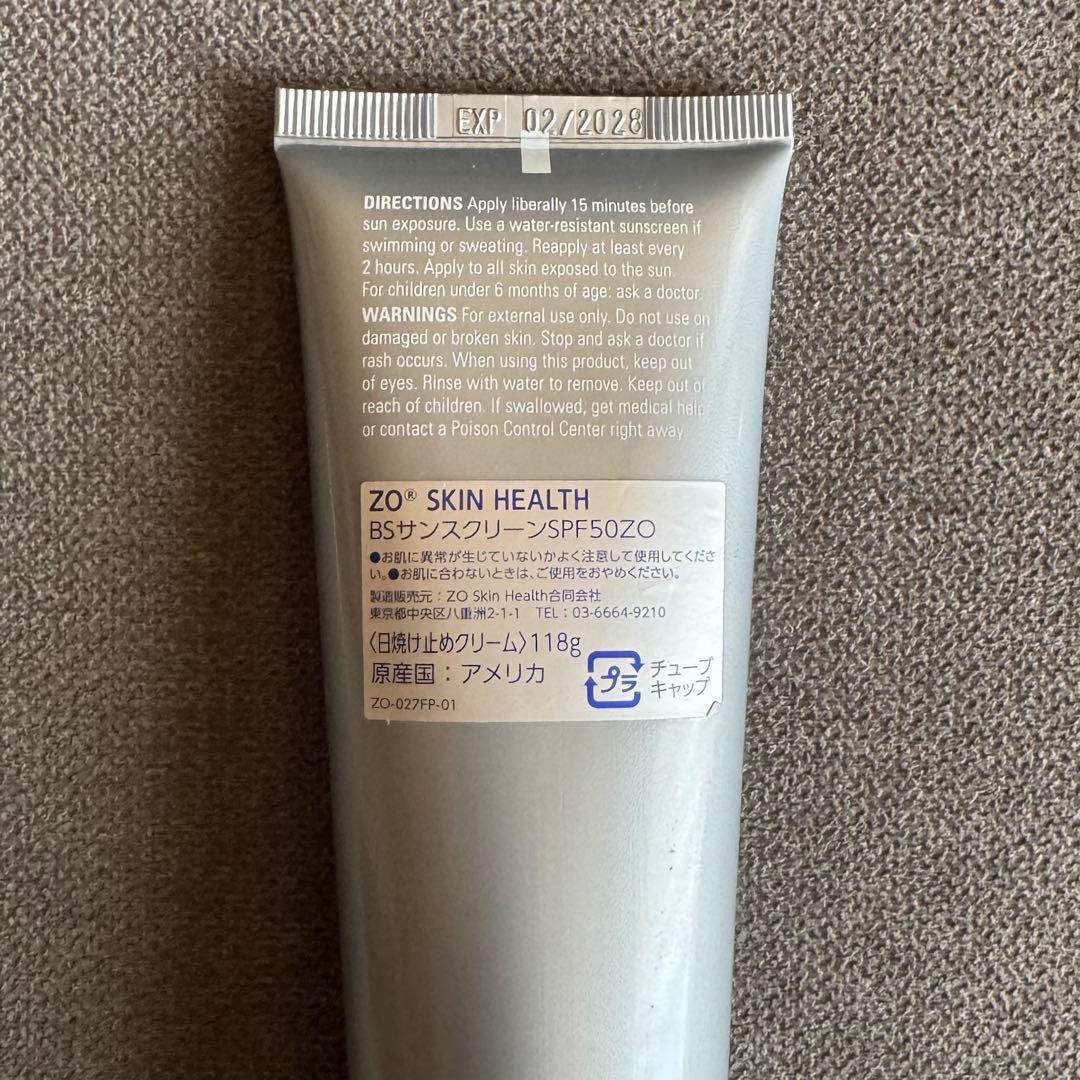 EXP 02/2028
DIRECTIONS Apply liberally 15 minutes before
sun exposure. Use a water-resistant sunscreen if
swimming or sweating. Reapply at least every
2 hours. Apply to all skin exposed to the sun.
For children under 6 months of age: ask a doctor.
WARNINGS For external use only. Do not use on
damaged or broken skin. Stop and ask a doctor if
rash occurs. When using this product, keep out
of eyes. Rinse with water to remove. Keep out of
reach of children. If swallowed, get medical help
or contact a Poison Control Center right away
ZO® SKIN HEALTH
BSサンスクリーンSPF50ZO
●お肌に異常が生じていないかよく注意して使用してくださ
い。●お肌に合わないときは、ご使用をおやめください。
製造販売元：ZO Skin Health合同会社
東京都中央区八重洲2-1-1 TEL：03-6664-9210
〈日焼け止めクリーム〉118g
原産国：アメリカ
プラ
チューブ
キャップ
ZO-027FP-01